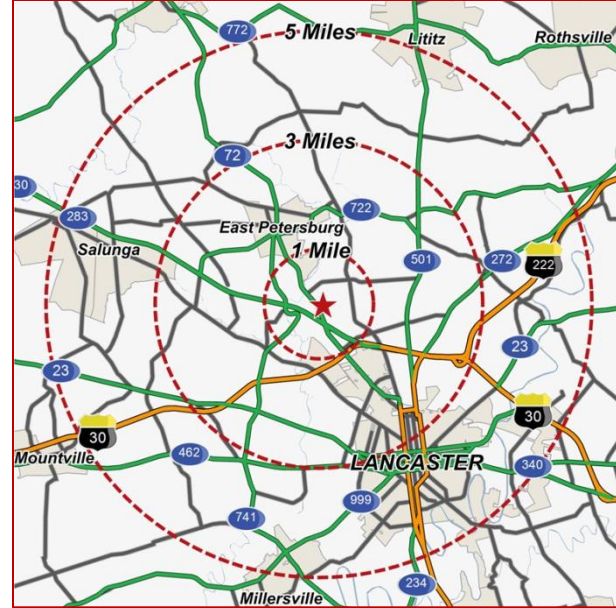 772
5 Miles
Lititz
Rothsville
3 Miles
72
30
283
722
East Petersburg
Salunga
1 Mile
501
272
222
23
23
30
30
Mountville
462
LANCASTER
340
999
741
234
Millersville